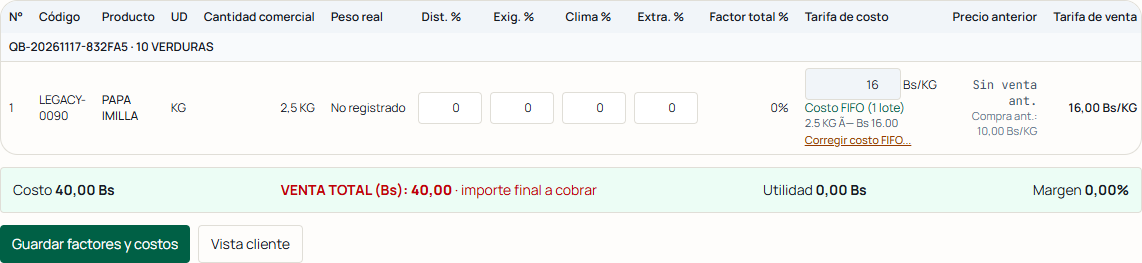 N° Código Producto UD Cantidad comercial Peso real Dist. % Exig. % Clima % Extra. % Factor total % Tarifa de costo Precio anterior Tarifa de venta
QB-20261117-832FA5 · 10 VERDURAS
1 LEGACY-0090 PAPA IMILLA KG 2,5 KG No registrado 0 0 0 0 0% 16 Bs/KG
Costo FIFO (1 lote)
2.5 KG Ã— Bs 16.00
Corregir costo FIFO...
Sin venta ant.
Compra ant.:
10,00 Bs/KG
16,00 Bs/KG
Costo 40,00 Bs VENTA TOTAL (Bs): 40,00 · importe final a cobrar Utilidad 0,00 Bs Margen 0,00%
Guardar factores y costos Vista cliente